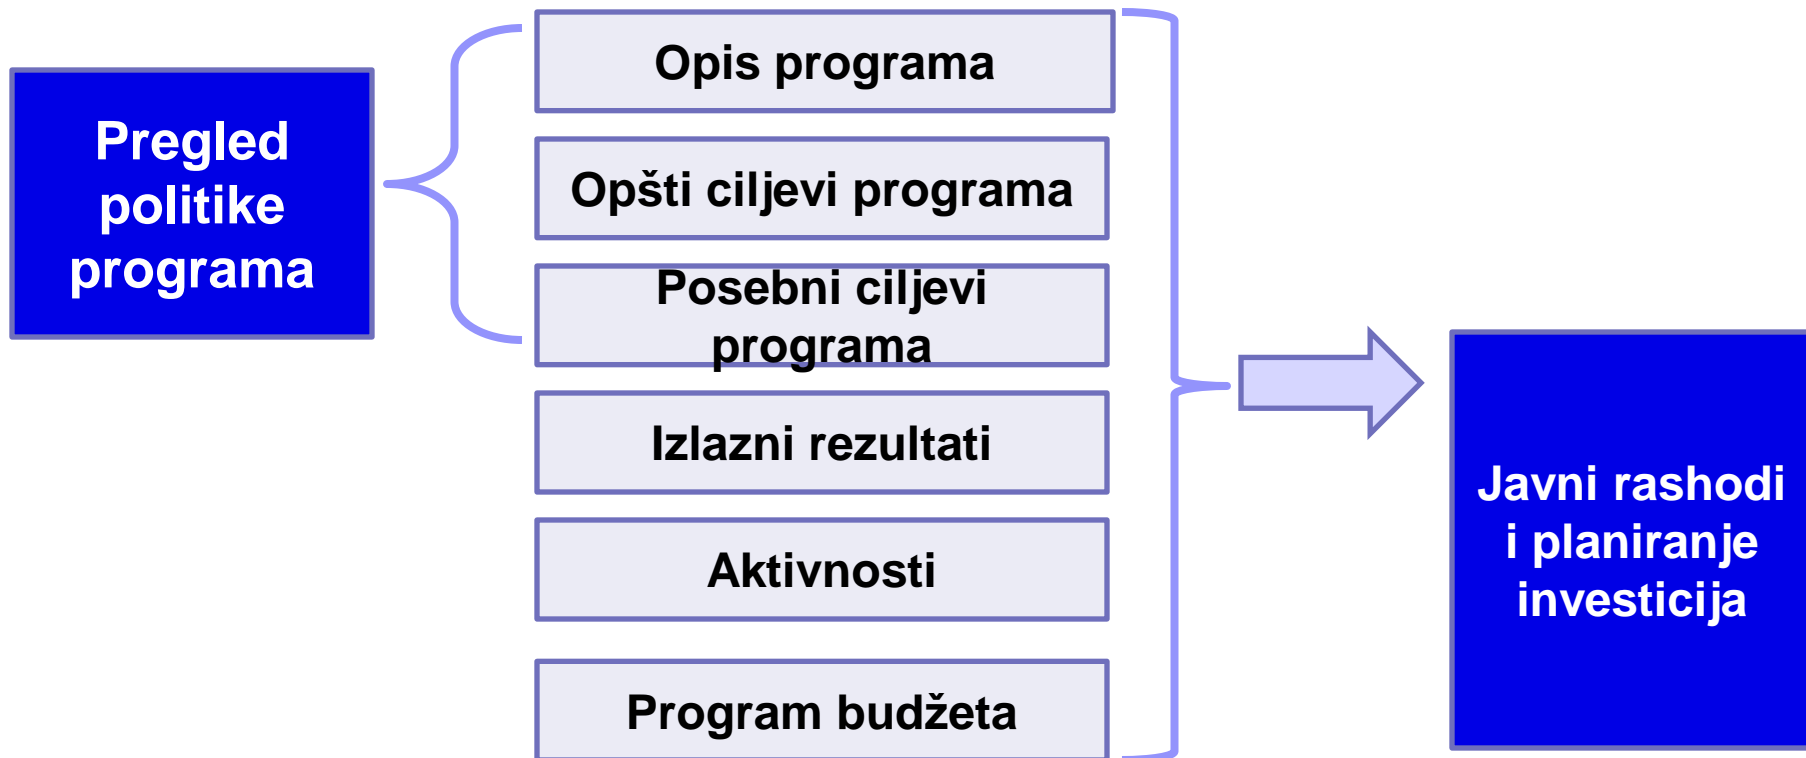 Pregled
politike
programa
Opis programa
Opšti ciljevi programa
Posebni ciljevi
programa
Izlazni rezultati
Aktivnosti
Program budžeta
Javni rashodi
i planiranje
investicija